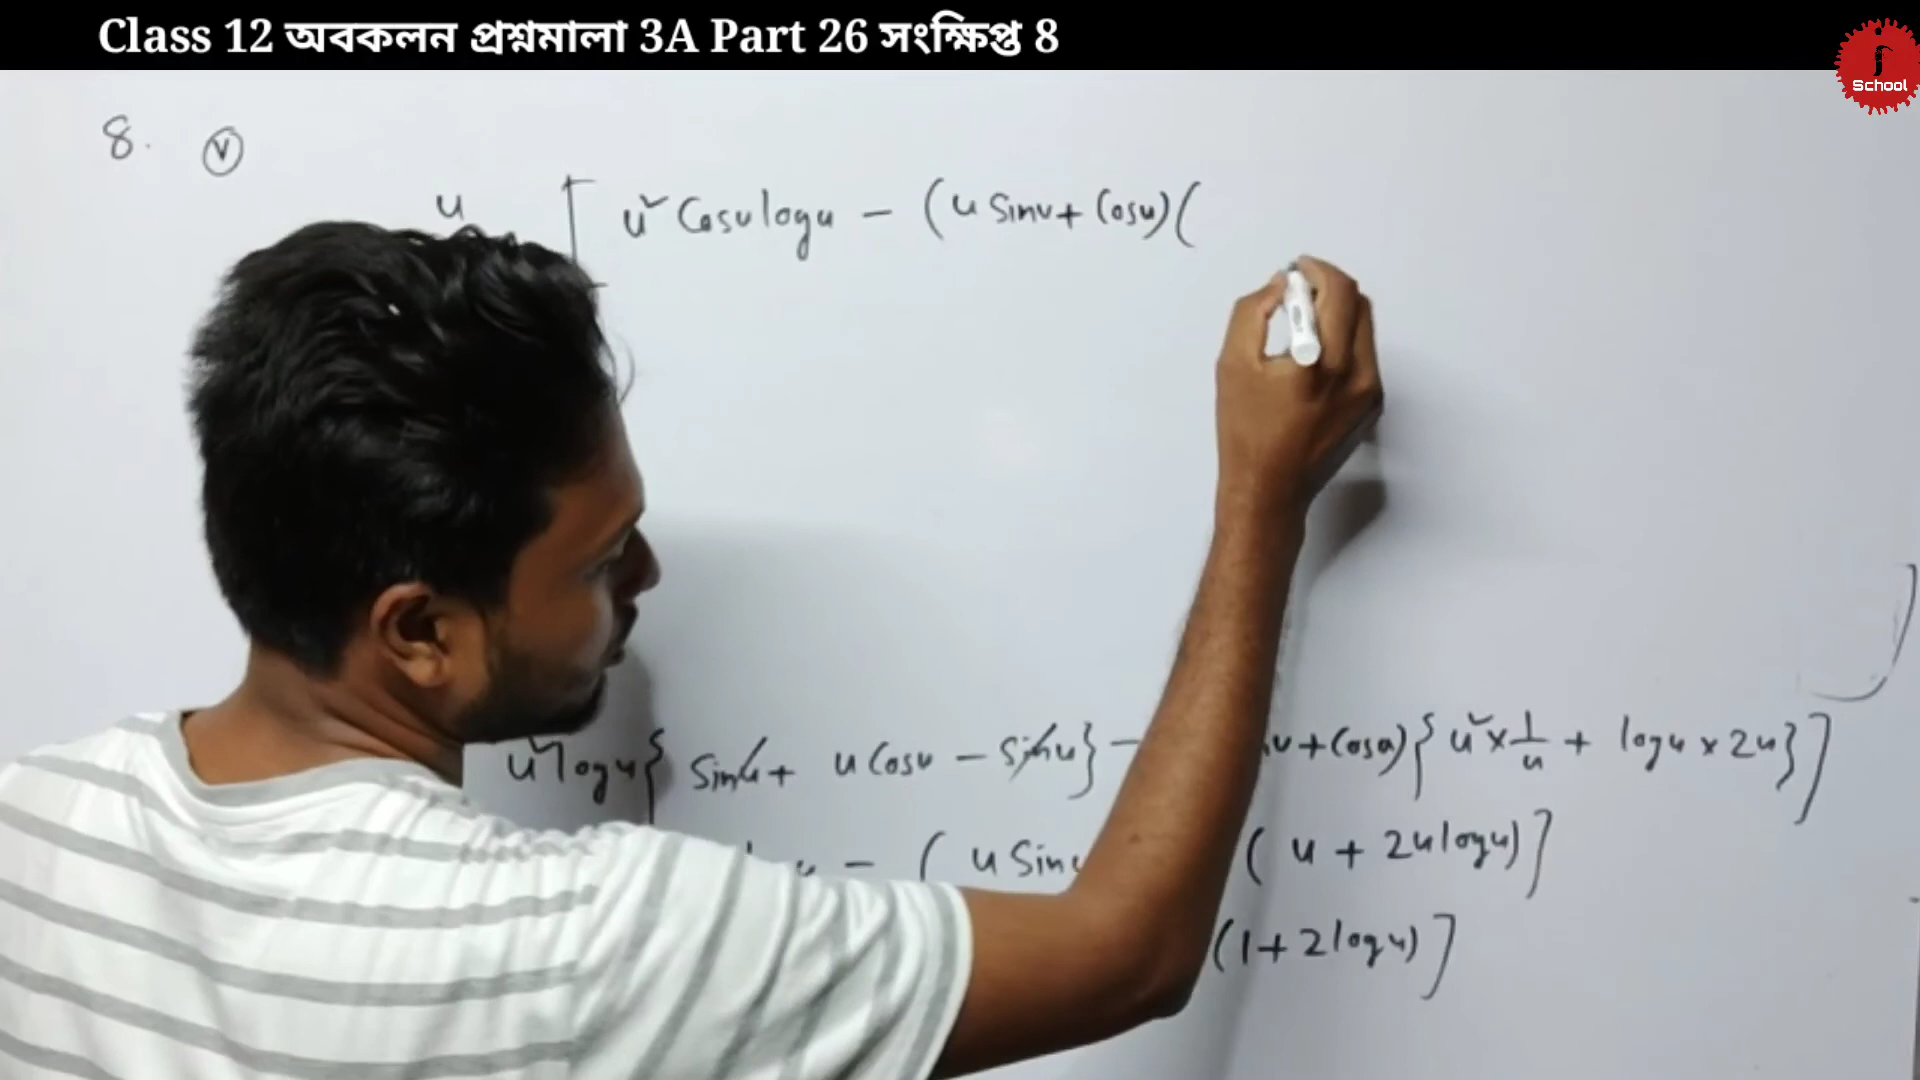 Class 12 অবকলন প্রশ্নমালা 3A Part 26 সংক্ষিপ্ত 8
School
8. (v)
u [ u² Cosu logu - (u Sinu + Cosu) (
]
u² logu { Sinu + u Cosu - Sinu } - u + Cosu) { u² × 1/u + logu × 2u } ]
u - ( u Sinu ( u + 2u logu) ]
(1 + 2 logu) ]